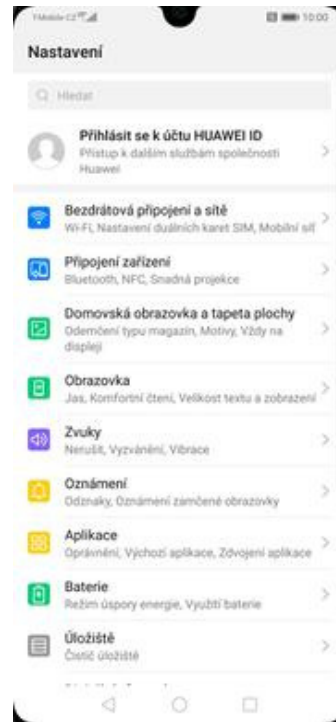 T-Mobile CZ
10:00
Nastavení
Hledat
Přihlásit se k účtu HUAWEI ID
Přístup k dalším službám společnosti
Huawei
Bezdrátová připojení a sítě
Wi-Fi, Nastavení duálních karet SIM, Mobilní síť
Připojení zařízení
Bluetooth, NFC, Snadná projekce
Domovská obrazovka a tapeta plochy
Odemčení typu magazín, Motivy, Vždy na
displeji
Obrazovka
Jas, Komfortní čtení, Velikost textu a zobrazení
Zvuky
Nerušit, Vyzvánění, Vibrace
Oznámení
Odznaky, Oznámení zamčené obrazovky
Aplikace
Oprávnění, Výchozí aplikace, Zdvojení aplikace
Baterie
Režim úspory energie, Využití baterie
Úložiště
Čistič úložiště